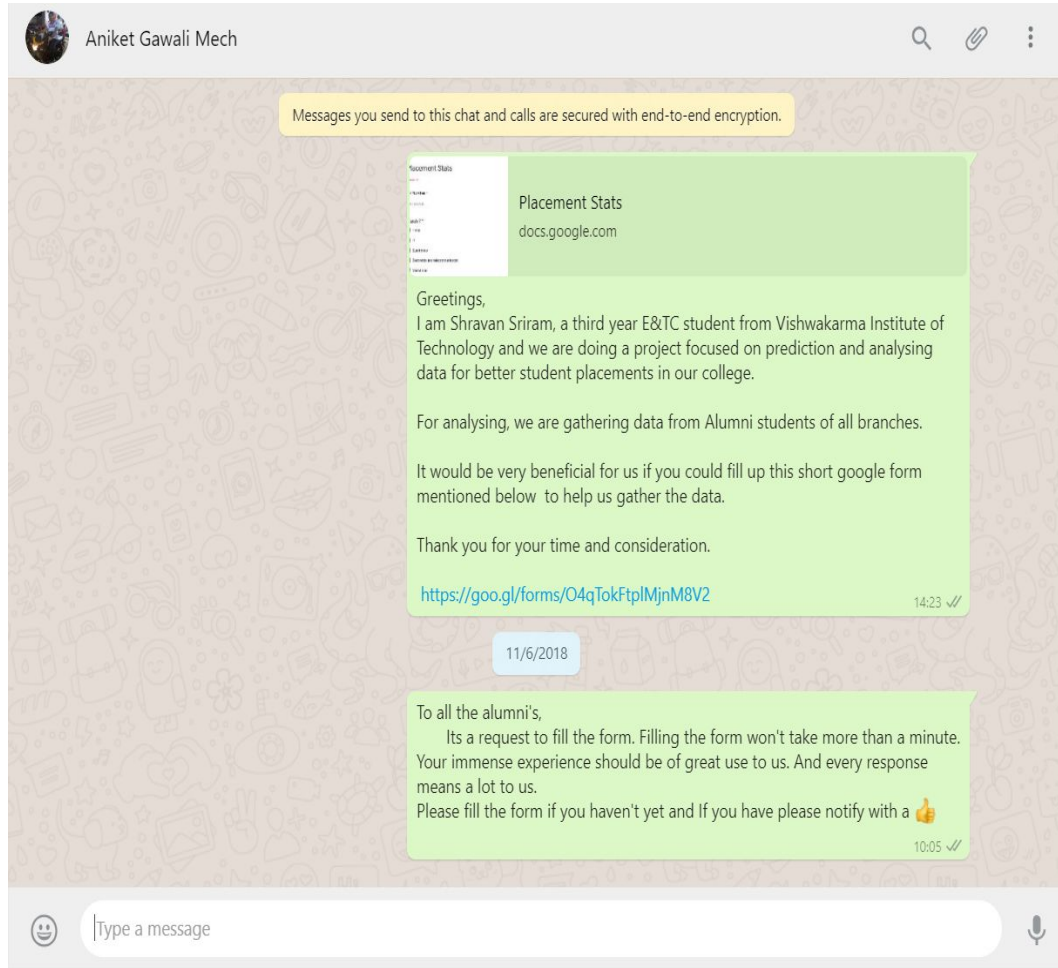 Aniket Gawali Mech
Messages you send to this chat and calls are secured with end-to-end encryption.
Placement Stats
Placement Stats
docs.google.com
Greetings,
I am Shravan Sriram, a third year E&TC student from Vishwakarma Institute of
Technology and we are doing a project focused on prediction and analysing
data for better student placements in our college.
For analysing, we are gathering data from Alumni students of all branches.
It would be very beneficial for us if you could fill up this short google form
mentioned below to help us gather the data.
Thank you for your time and consideration.
https://goo.gl/forms/O4qTokFtplMjnM8V2
14:23
11/6/2018
To all the alumni's,
Its a request to fill the form. Filling the form won't take more than a minute.
Your immense experience should be of great use to us. And every response
means a lot to us.
Please fill the form if you haven't yet and If you have please notify with a 👍
10:05
Type a message